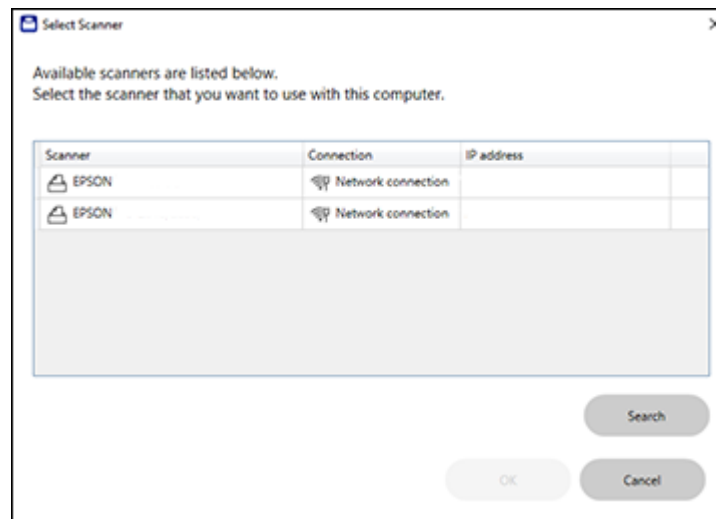 Select Scanner
Available scanners are listed below.
Select the scanner that you want to use with this computer.
Scanner Connection IP address
EPSON Network connection
EPSON Network connection
Search
OK Cancel